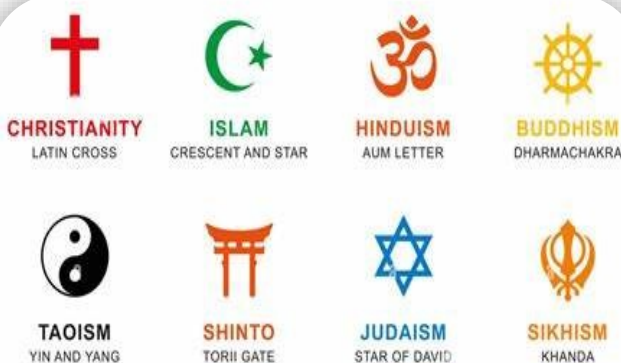 CHRISTIANITY
LATIN CROSS
ISLAM
CRESCENT AND STAR
HINDUISM
AUM LETTER
BUDDHISM
DHARMACHAKRA
TAOISM
YIN AND YANG
SHINTO
TORII GATE
JUDAISM
STAR OF DAVID
SIKHISM
KHANDA